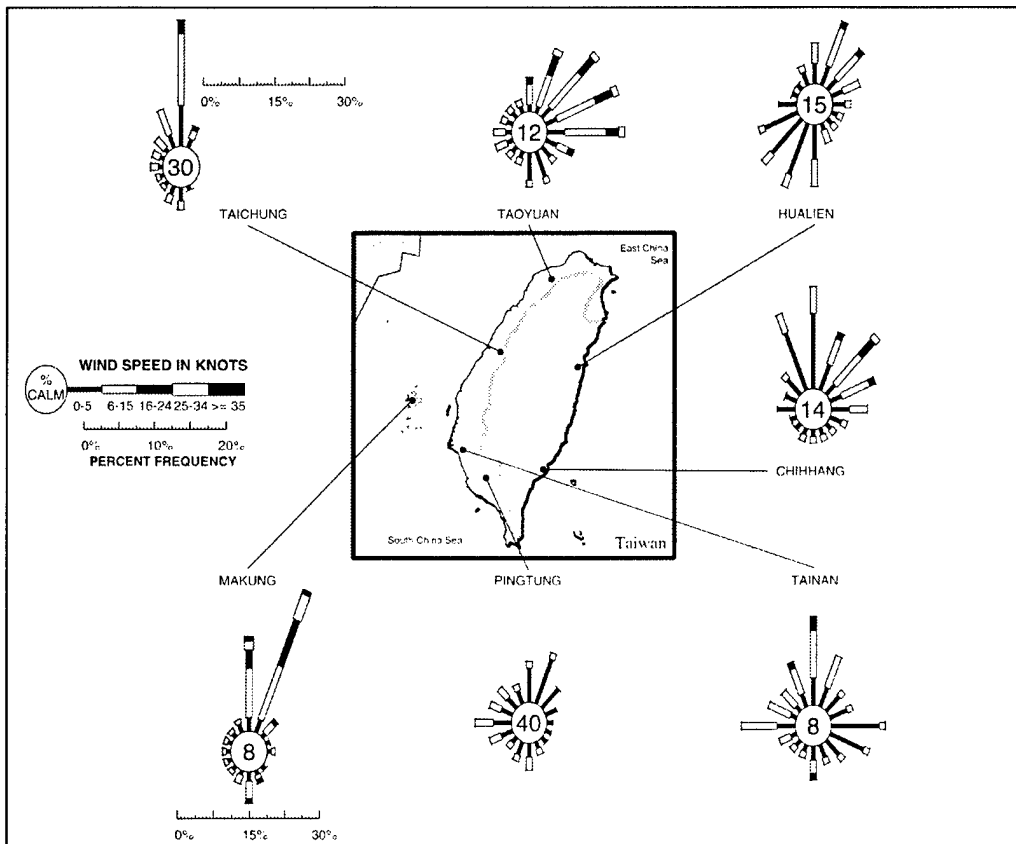 0% 15% 30%
30
12
15
TAICHUNG
TAOYUAN
HUALIEN
East China
Sea
WIND SPEED IN KNOTS
%
CALM
0-5 6-15 16-24 25-34 >= 35
0% 10% 20%
PERCENT FREQUENCY
14
CHIHHANG
South China Sea
Taiwan
MAKUNG
PINGTUNG
TAINAN
8
40
8
0% 15% 30%